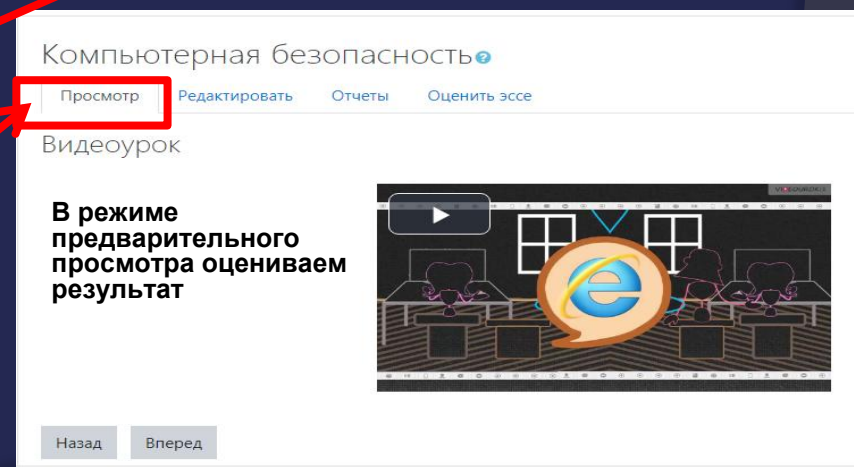 Компьютерная безопасность
Просмотр Редактировать Отчеты Оценить эссе
Видеоурок
В режиме
предварительного
просмотра оцениваем
результат
Назад Вперед